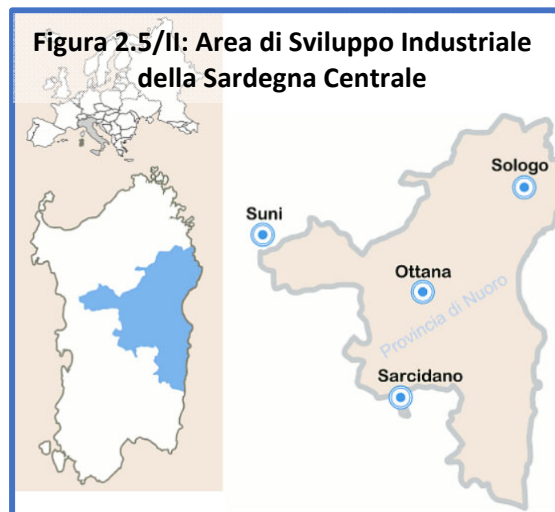 Figura 2.5/II: Area di Sviluppo Industriale
della Sardegna Centrale
Sologo
Suni
Ottana
Provincia di Nuoro
Sarcidano